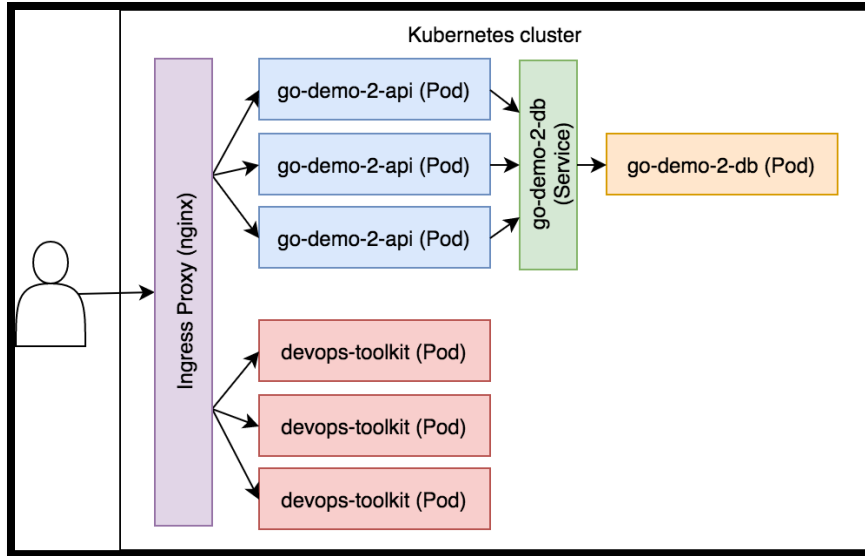 Kubernetes cluster
Ingress Proxy (nginx)
go-demo-2-api (Pod)
go-demo-2-api (Pod)
go-demo-2-api (Pod)
go-demo-2-db
(Service)
go-demo-2-db (Pod)
devops-toolkit (Pod)
devops-toolkit (Pod)
devops-toolkit (Pod)